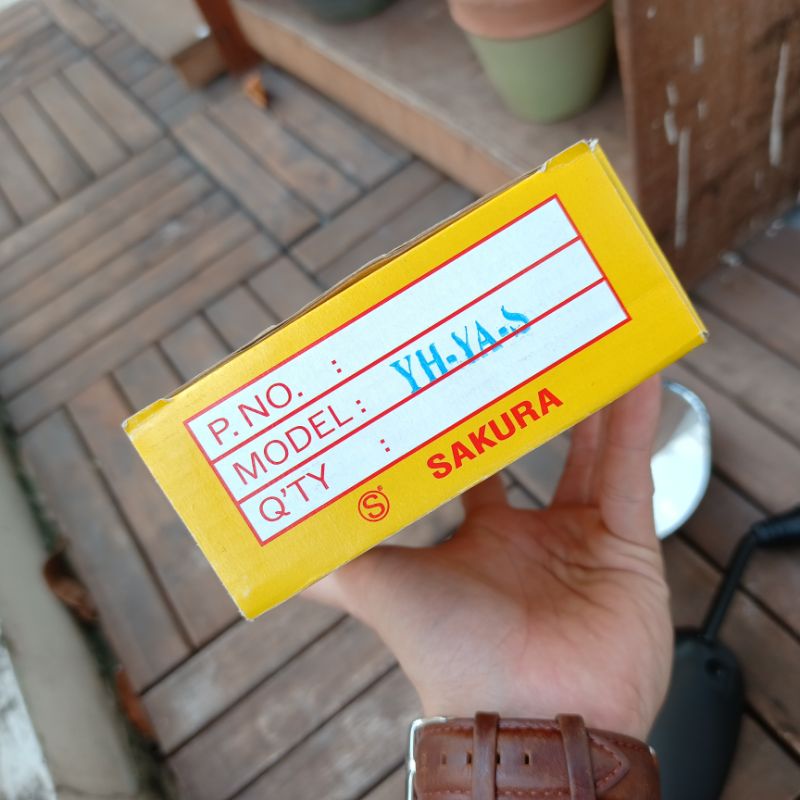 P. NO. :
MODEL: YH-YA-S
Q'TY :
S® SAKURA